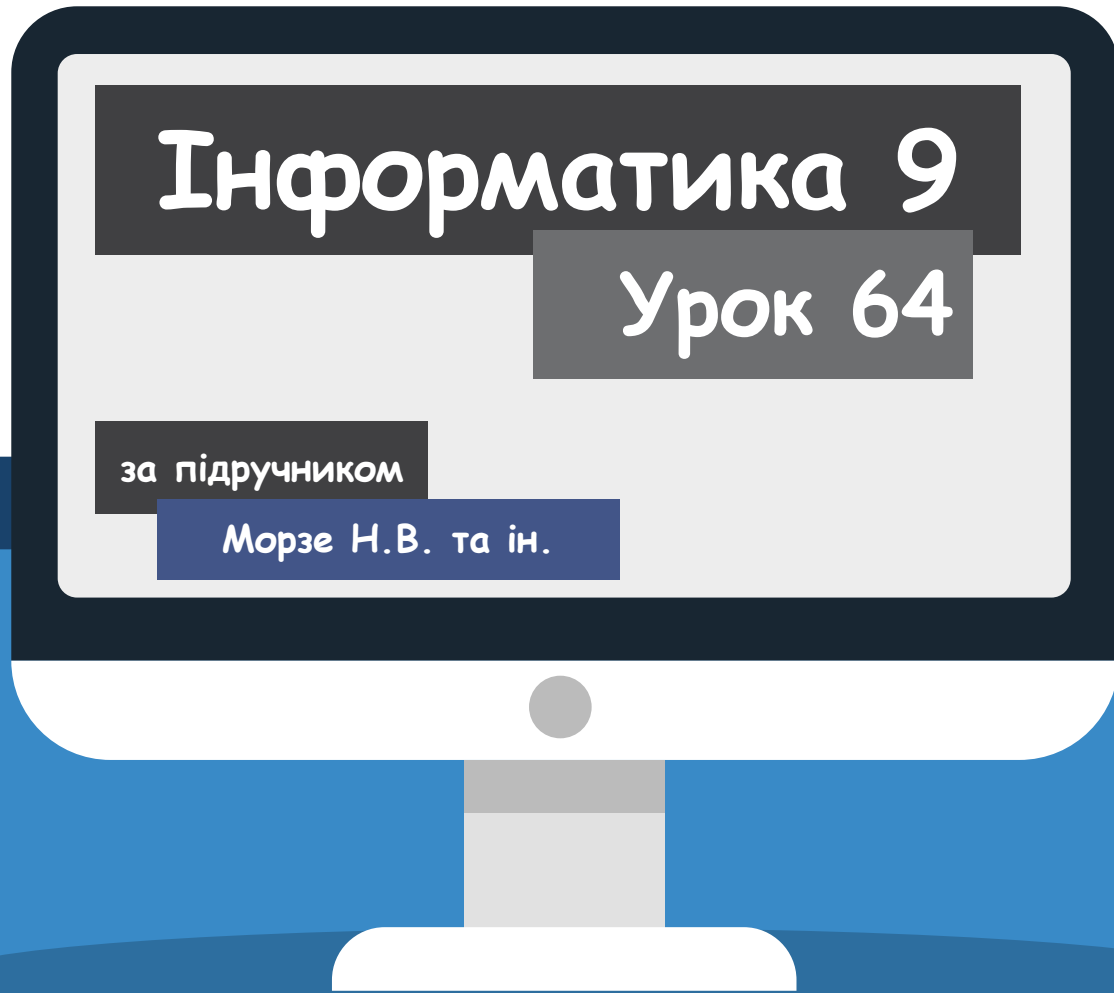 Інформатика 9
Урок 64
за підручником
Морзе Н.В. та ін.